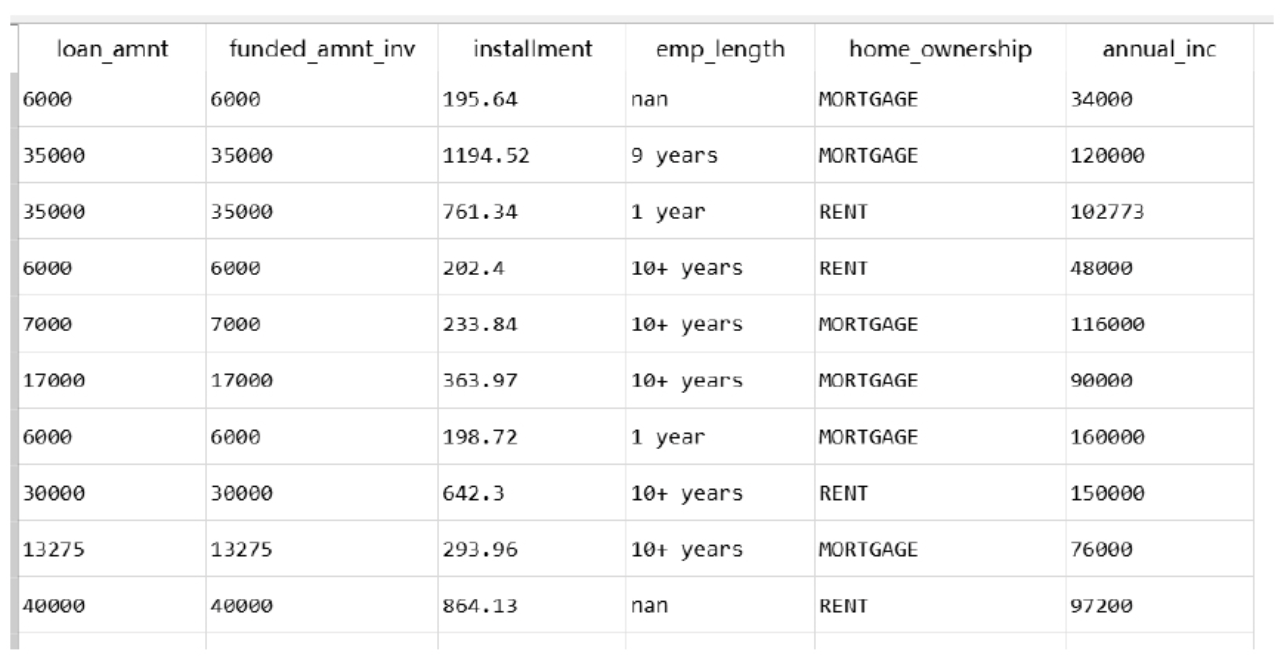 loan_amnt funded_amnt_inv installment emp_length home_ownership annual_inc
6000 6000 195.64 nan MORTGAGE 34000
35000 35000 1194.52 9 years MORTGAGE 120000
35000 35000 761.34 1 year RENT 102773
6000 6000 202.4 10+ years RENT 48000
7000 7000 233.84 10+ years MORTGAGE 116000
17000 17000 363.97 10+ years MORTGAGE 90000
6000 6000 198.72 1 year MORTGAGE 160000
30000 30000 642.3 10+ years RENT 150000
13275 13275 293.96 10+ years MORTGAGE 76000
40000 40000 864.13 nan RENT 97200